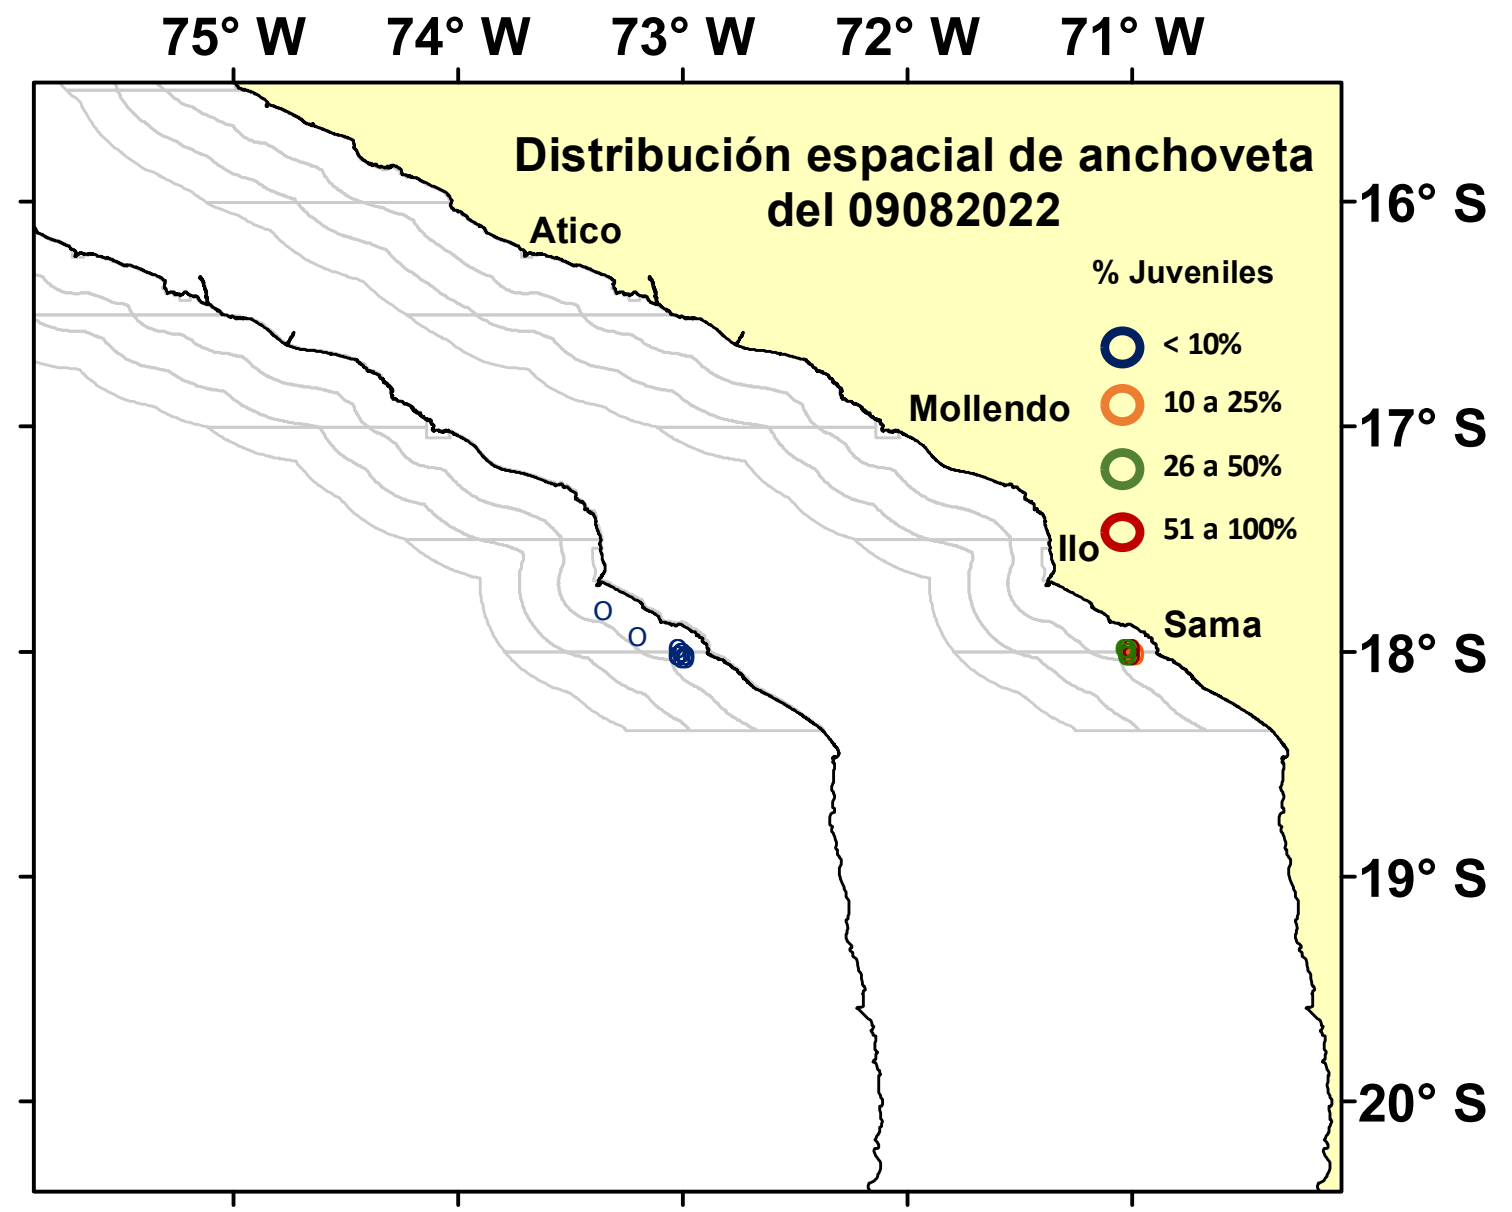 75° W 74° W 73° W 72° W 71° W
Distribución espacial de anchoveta
del 09082022
16° S
Atico
% Juveniles
< 10%
10 a 25%
Mollendo
17° S
26 a 50%
51 a 100%
Ilo
Sama
18° S
19° S
20° S